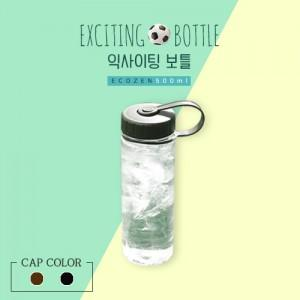 EXCITING BOTTLE
익사이팅 보틀
ECOZEN 500ml
CAP COLOR